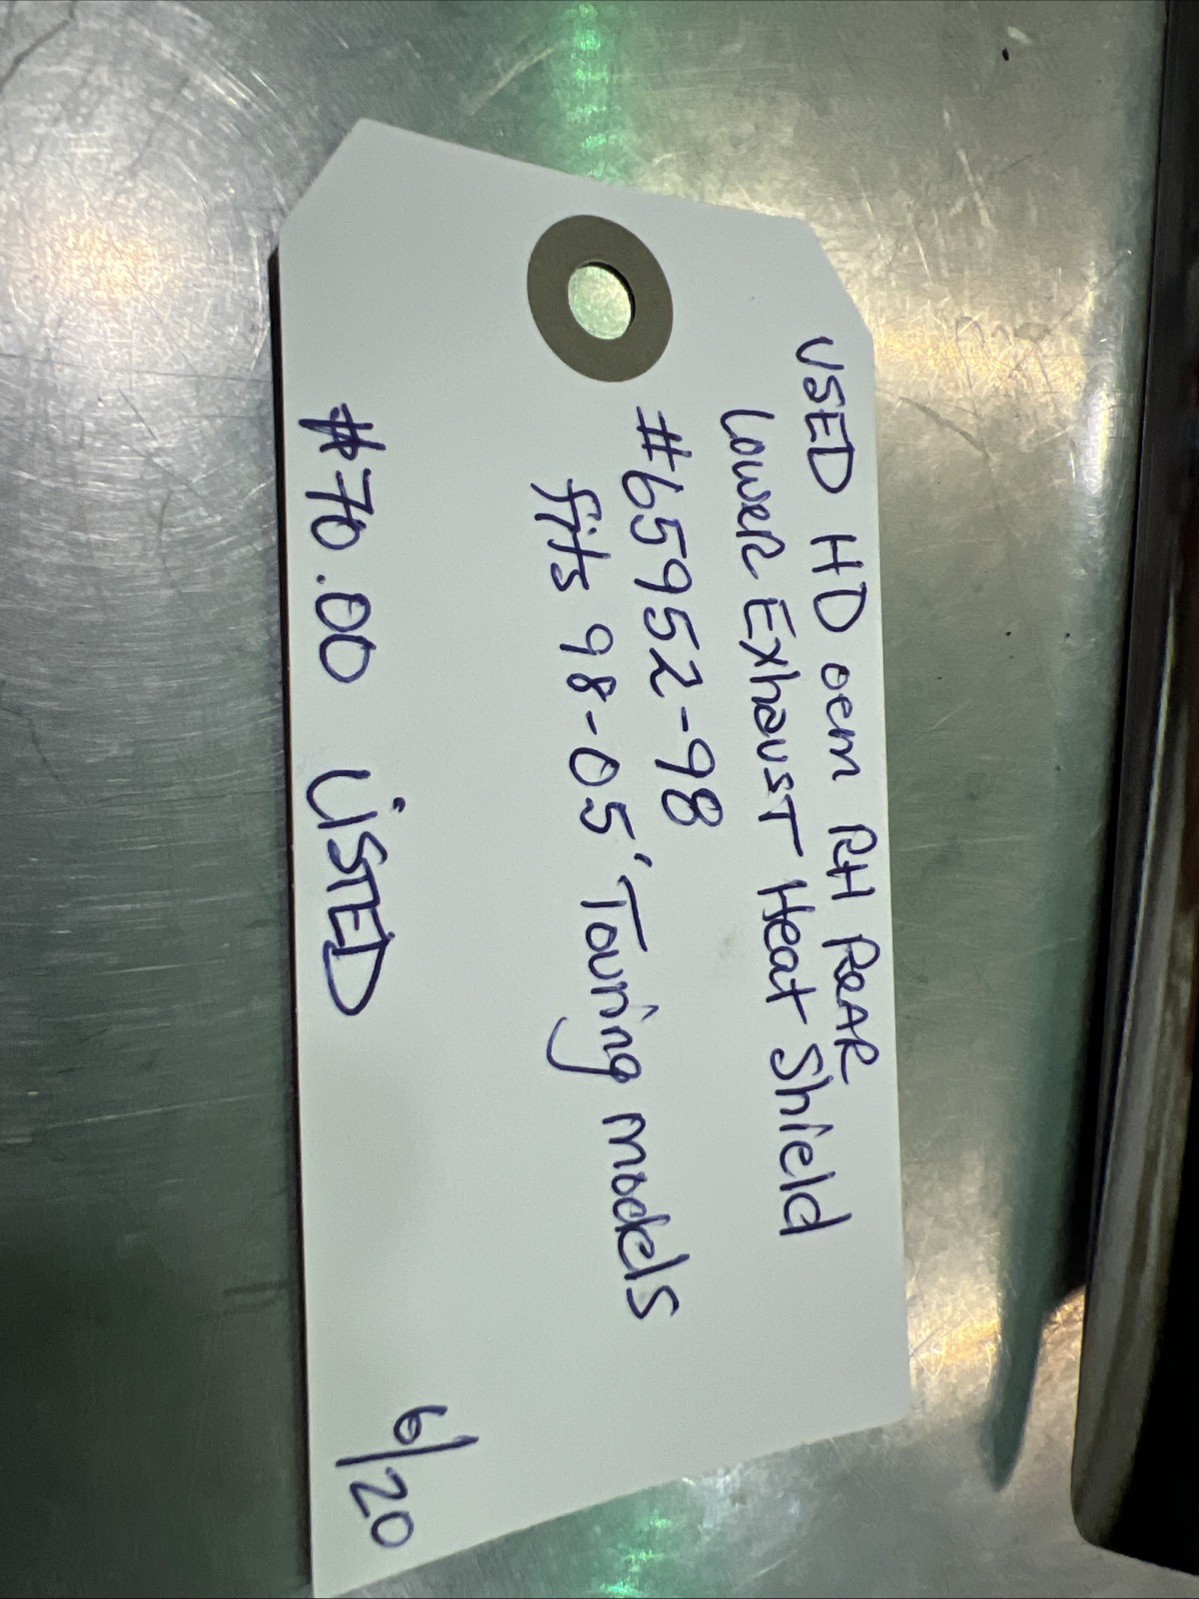 USED HD oem RH ReAR
Lower Exhaust Heat Shield
#65952-98
fits 98-05' Touring models
$70.00 LiSTED
6/20